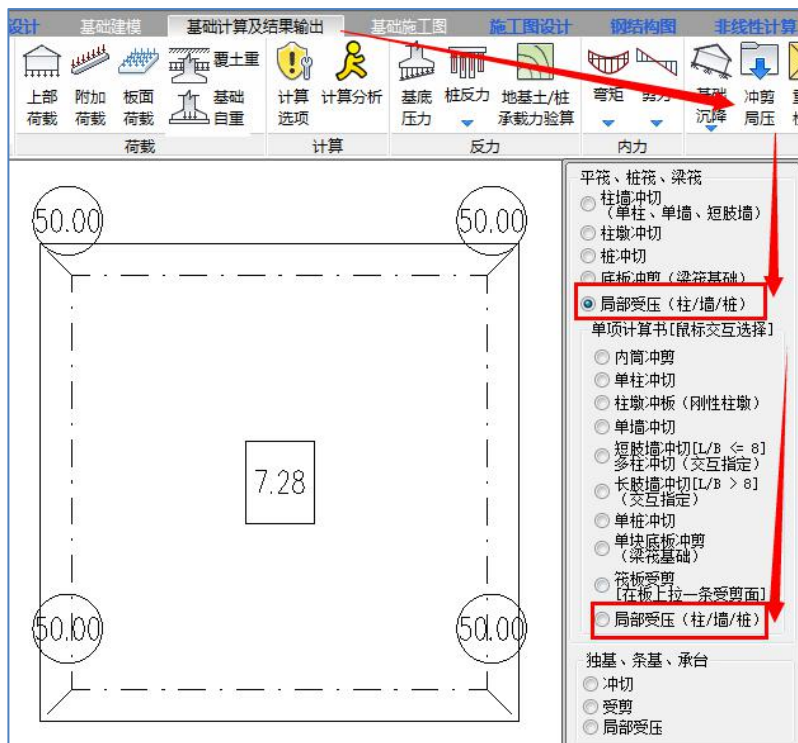 设计 基础建模 基础计算及结果输出 基础施工图 施工图设计 钢结构图 非线性计算
上部荷载 附加荷载 板面荷载 覆土重 基础自重 计算选项 计算分析 基底压力 桩反力 地基土/桩承载力验算 弯矩 剪力 基础沉降 冲剪局压
荷载 计算 反力 内力
平筏、桩筏、梁筏
柱墙冲切
(单柱、单墙、短肢墙)
柱墩冲切
桩冲切
底板冲剪(梁筏基础)
局部受压(柱/墙/桩)
单项计算书[鼠标交互选择]
内筒冲剪
单柱冲切
柱墩冲板(刚性柱墩)
单墙冲切
短肢墙冲切[L/B <= 8]
多柱冲切(交互指定)
长肢墙冲切[L/B > 8]
(交互指定)
单桩冲切
单块底板冲剪
(梁筏基础)
筏板受剪
[在板上拉一条受剪面]
局部受压(柱/墙/桩)
独基、条基、承台
冲切
受剪
局部受压
50.00 50.00
7.28
50.00 50.00